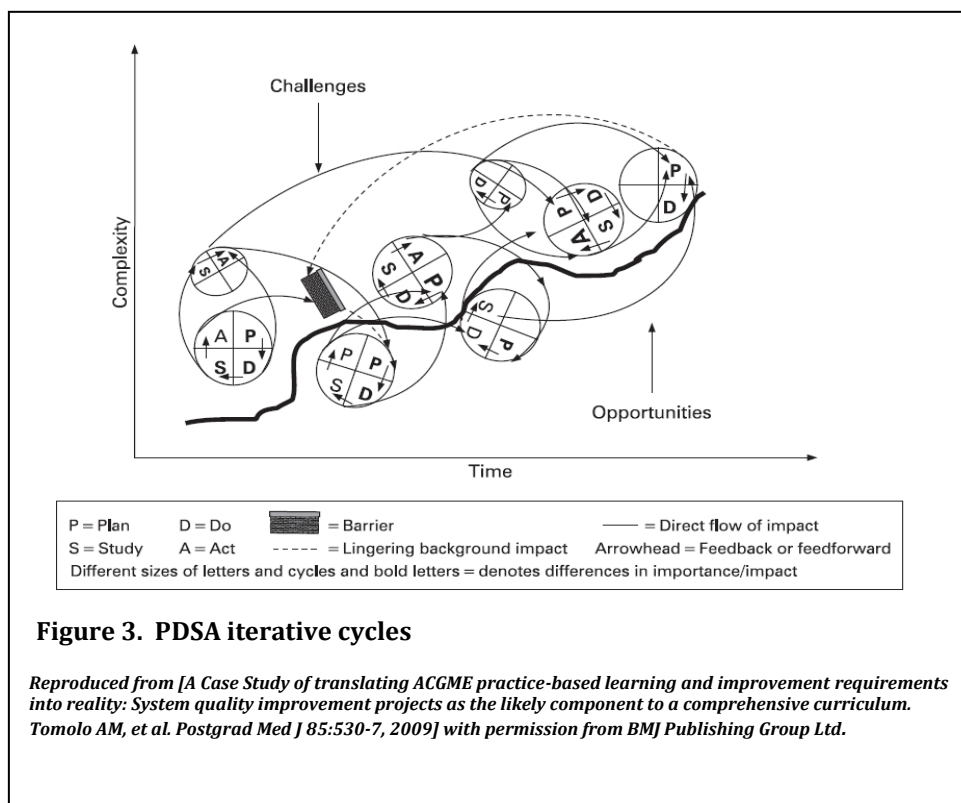 Challenges
Complexity
A S
A P
S D
P P
S D
A P
S D
D P
P D
A S
S P
D
P
D
Opportunities
Time
P = Plan D = Do = Barrier = Direct flow of impact
S = Study A = Act = Lingering background impact Arrowhead = Feedback or feedforward
Different sizes of letters and cycles and bold letters = denotes differences in importance/impact
Figure 3. PDSA iterative cycles
Reproduced from [A Case Study of translating ACGME practice-based learning and improvement requirements
into reality: System quality improvement projects as the likely component to a comprehensive curriculum.
Tomolo AM, et al. Postgrad Med J 85:530-7, 2009] with permission from BMJ Publishing Group Ltd.